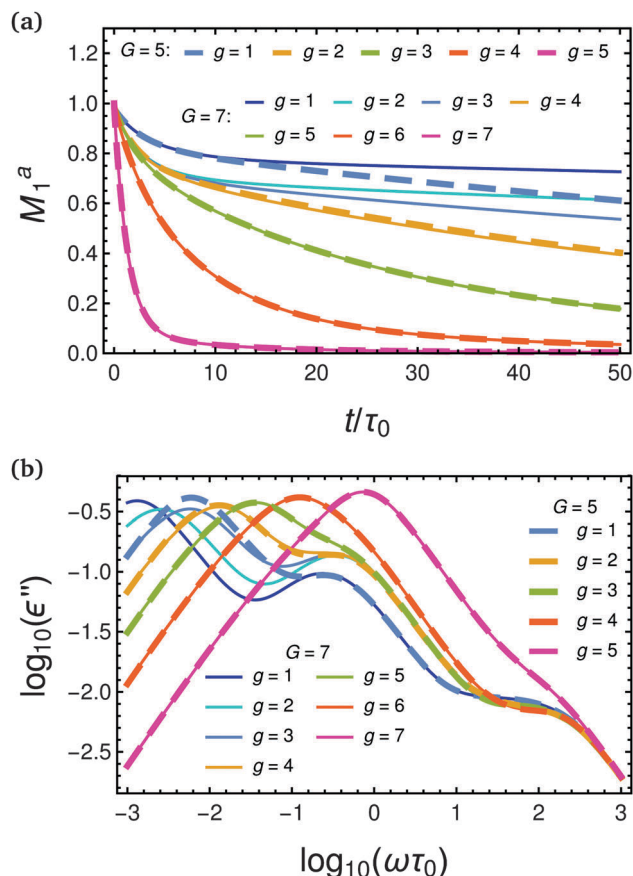 (a)
G = 5: g = 1 g = 2 g = 3 g = 4 g = 5
G = 7: g = 1 g = 2 g = 3 g = 4
g = 5 g = 6 g = 7
1.2
1.0
0.8
0.6
0.4
0.2
0.0
M₁ᵃ
0 10 20 30 40 50
t/τ₀
(b)
G = 5
g = 1
g = 2
g = 3
g = 4
g = 5
G = 7
g = 1 g = 5
g = 2 g = 6
g = 3 g = 7
g = 4
−0.5
−1.0
−1.5
−2.0
−2.5
log₁₀(ϵ'')
−3 −2 −1 0 1 2 3
log₁₀(ωτ₀)